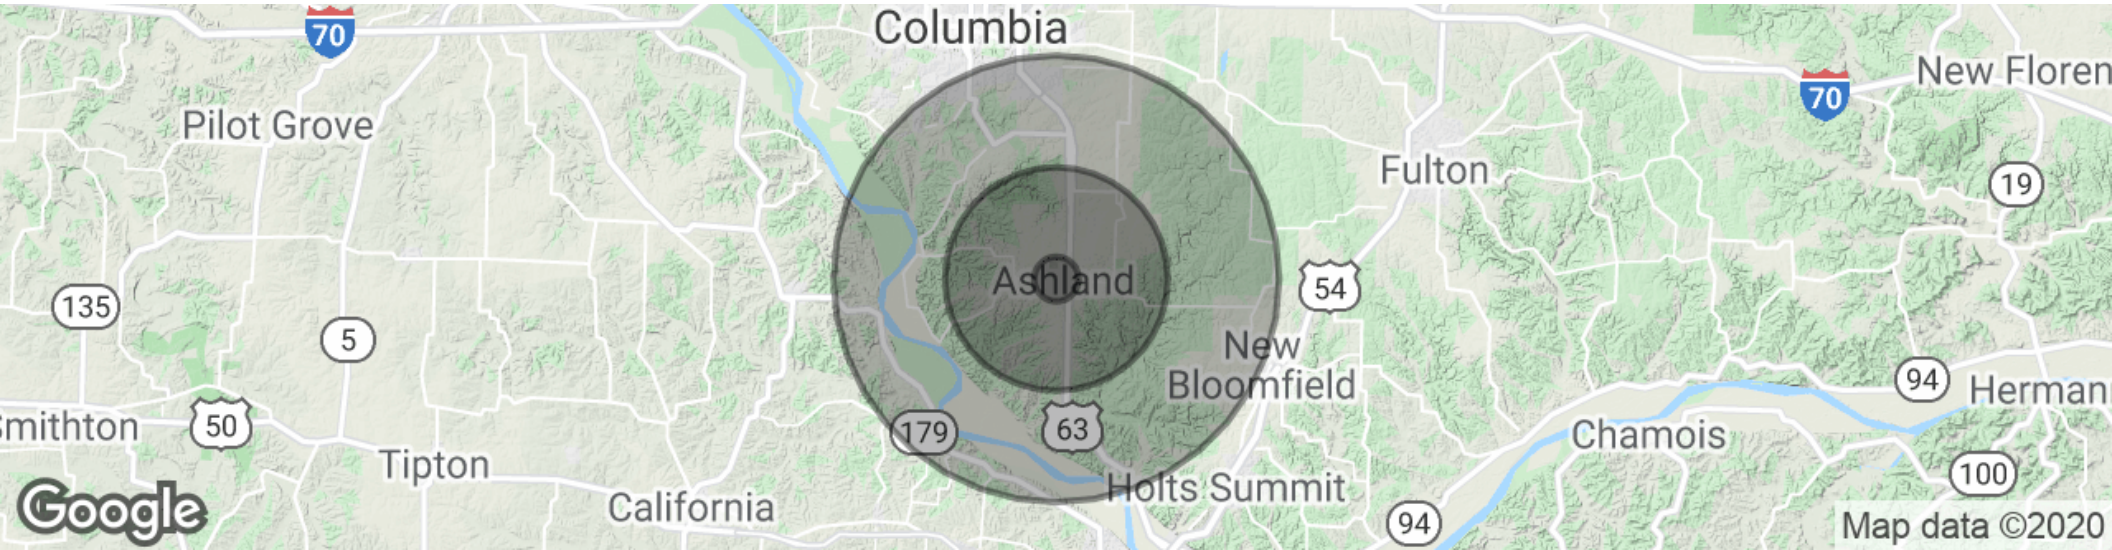 Columbia
70
New Floren
70
Pilot Grove
Fulton
19
Ashland
54
135
5
New
Bloomfield
94
Hermann
50
Smithton
179
63
Chamois
Tipton
100
Holts Summit
California
Google
94
Map data ©2020